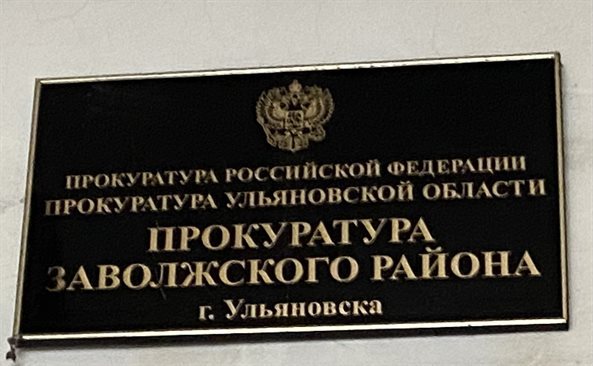 ПРОКУРАТУРА РОССИЙСКОЙ ФЕДЕРАЦИИ
ПРОКУРАТУРА УЛЬЯНОВСКОЙ ОБЛАСТИ
ПРОКУРАТУРА
ЗАВОЛЖСКОГО РАЙОНА
г. Ульяновска